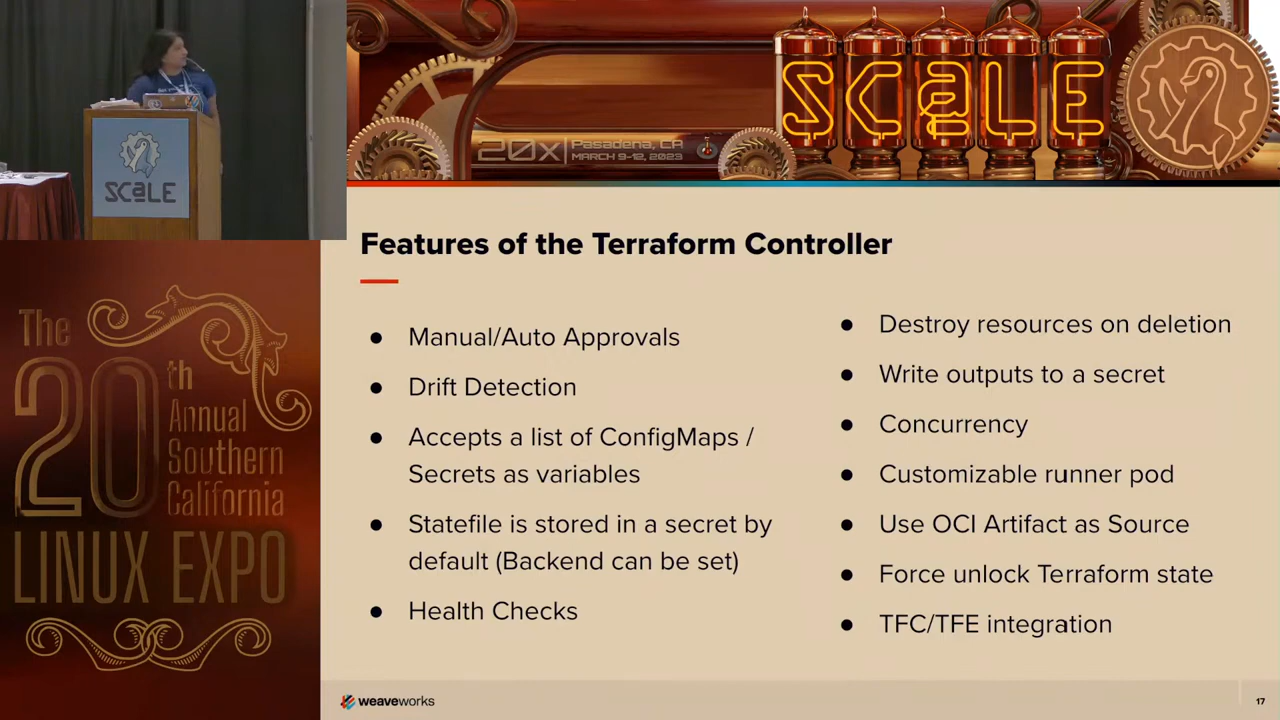 SCaLE
20x
Pasadena, CA
MARCH 9-12, 2023
SCaLE
The
20th
Annual
Southern
California
LINUX EXPO
Features of the Terraform Controller
● Manual/Auto Approvals
● Drift Detection
● Accepts a list of ConfigMaps /
Secrets as variables
● Statefile is stored in a secret by
default (Backend can be set)
● Health Checks
● Destroy resources on deletion
● Write outputs to a secret
● Concurrency
● Customizable runner pod
● Use OCI Artifact as Source
● Force unlock Terraform state
● TFC/TFE integration
weaveworks
17